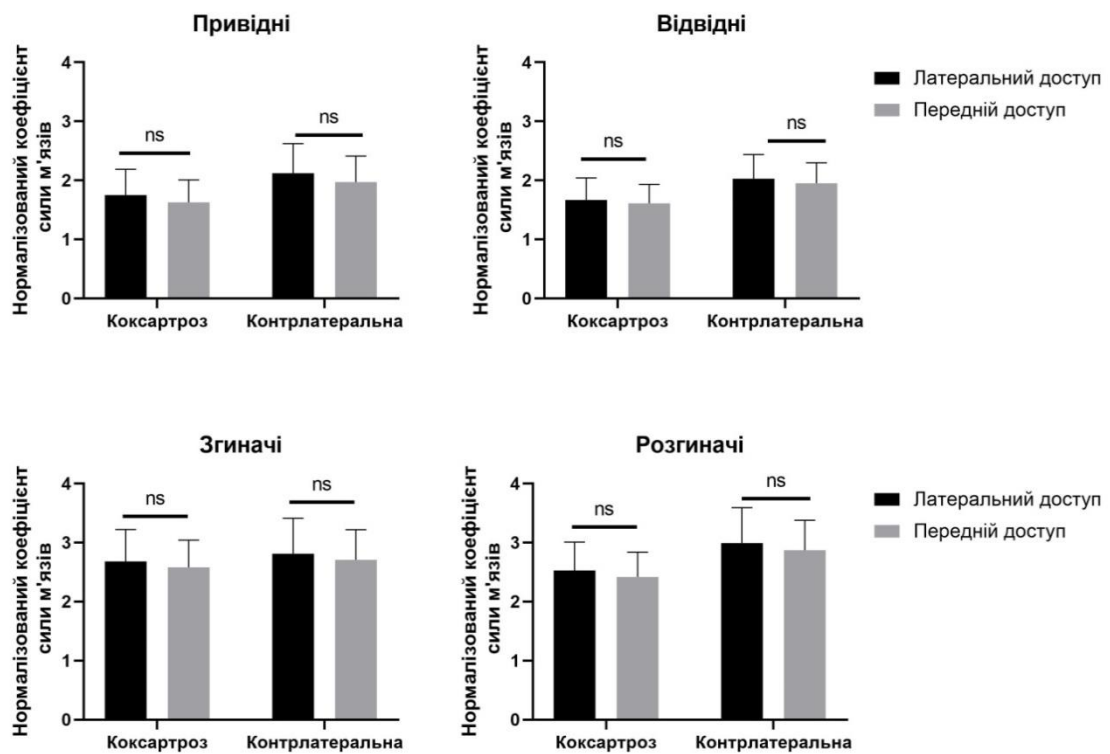 Привідні
Нормалізований коефіцієнт
сили м'язів
4
3
2
1
0
ns
ns
Коксартроз
Контрлатеральна
Відвідні
Нормалізований коефіцієнт
сили м'язів
4
3
2
1
0
ns
ns
Коксартроз
Контрлатеральна
Латеральний доступ
Передній доступ
Згиначі
Нормалізований коефіцієнт
сили м'язів
4
3
2
1
0
ns
ns
Коксартроз
Контрлатеральна
Розгиначі
Нормалізований коефіцієнт
сили м'язів
4
3
2
1
0
ns
ns
Коксартроз
Контрлатеральна
Латеральний доступ
Передній доступ